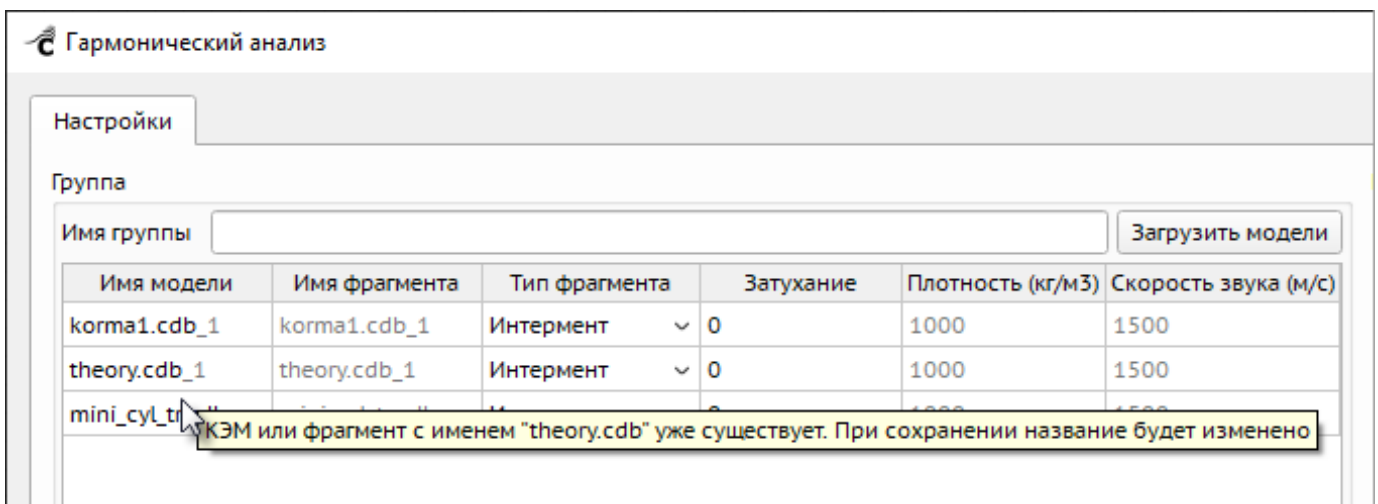 Гармонический анализ
Настройки
Группа
Имя группы Загрузить модели
Имя модели Имя фрагмента Тип фрагмента Затухание Плотность (кг/м3) Скорость звука (м/с)
korma1.cdb_1 korma1.cdb_1 Интермент 0 1000 1500
theory.cdb_1 theory.cdb_1 Интермент 0 1000 1500
КЭМ или фрагмент с именем "theory.cdb" уже существует. При сохранении название будет изменено